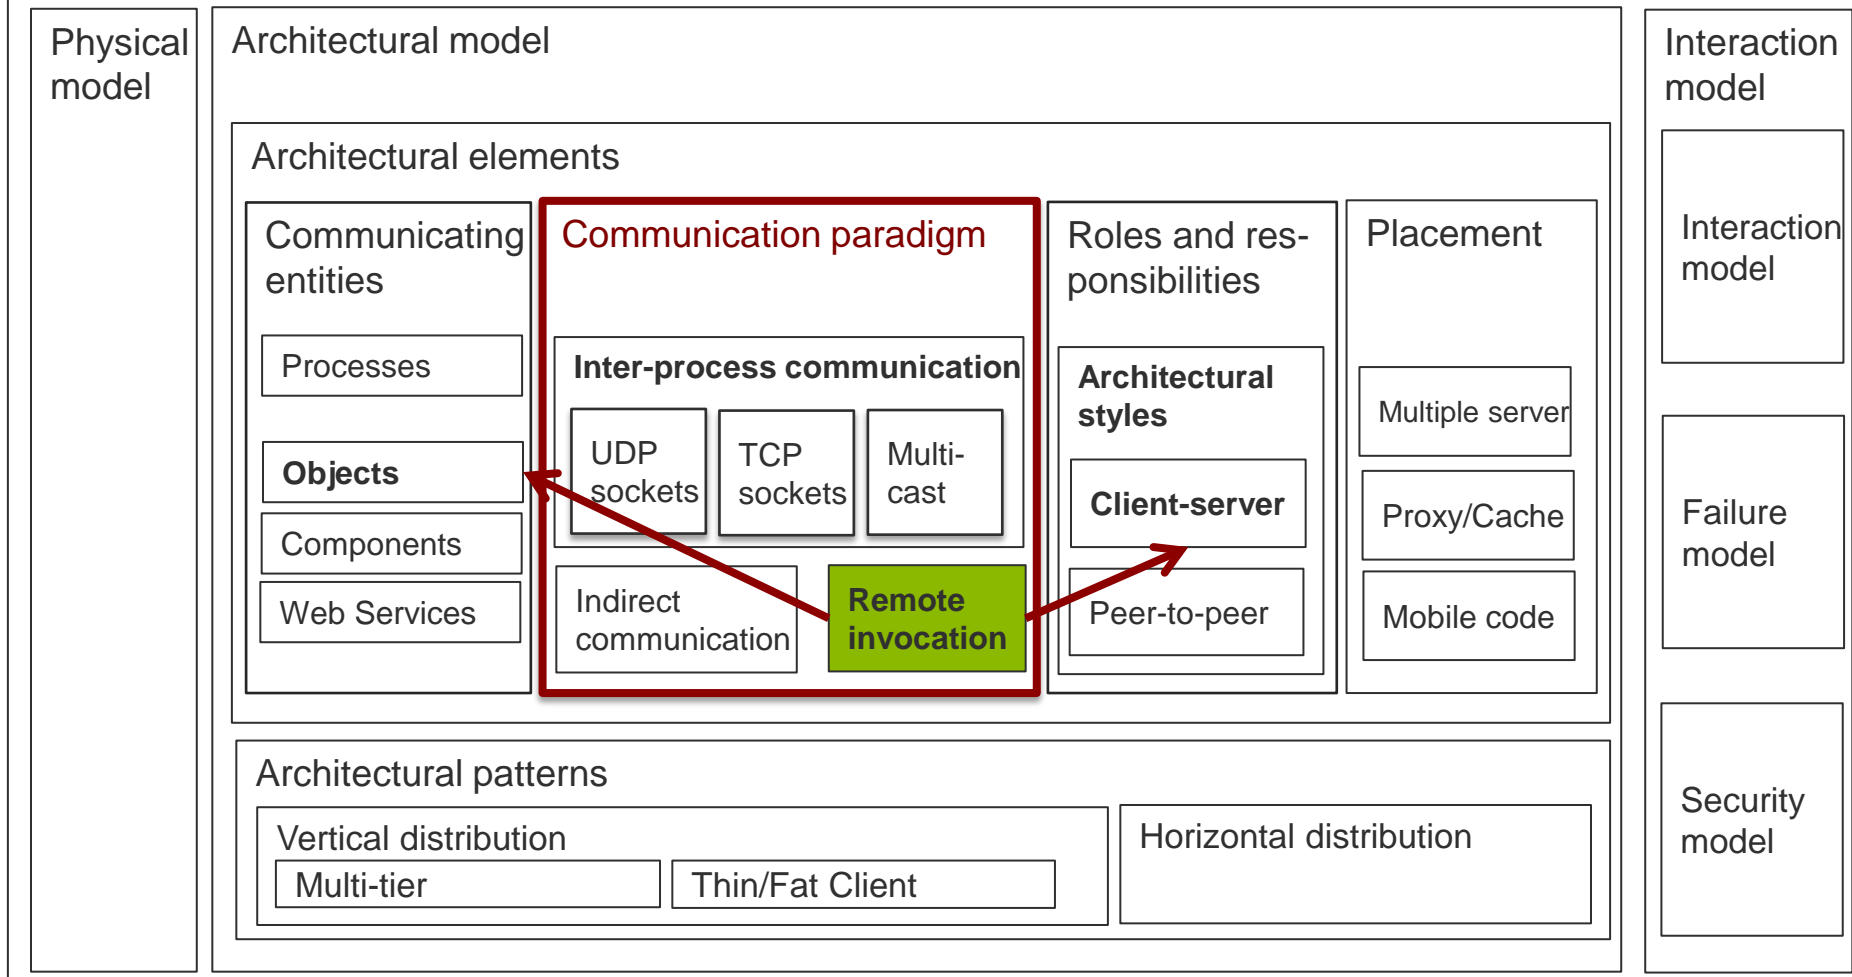 Physical
model
Architectural model
Architectural elements
Communicating
entities
Processes
Objects
Components
Web Services
Communication paradigm
Inter-process communication
UDP
sockets
TCP
sockets
Multi-
cast
Indirect
communication
Remote
invocation
Roles and res-
ponsibilities
Architectural
styles
Client-server
Peer-to-peer
Placement
Multiple server
Proxy/Cache
Mobile code
Architectural patterns
Vertical distribution
Multi-tier
Thin/Fat Client
Horizontal distribution
Interaction
model
Interaction
model
Failure
model
Security
model